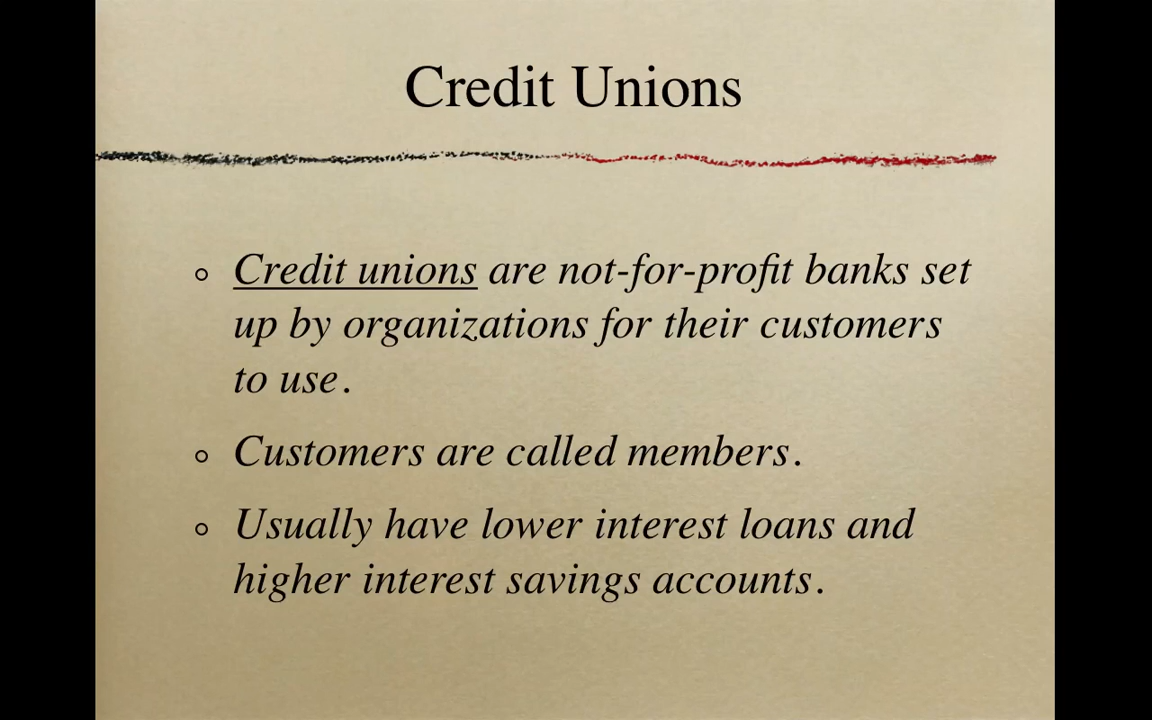 Credit Unions
Credit unions are not-for-profit banks set
up by organizations for their customers
to use.
Customers are called members.
Usually have lower interest loans and
higher interest savings accounts.